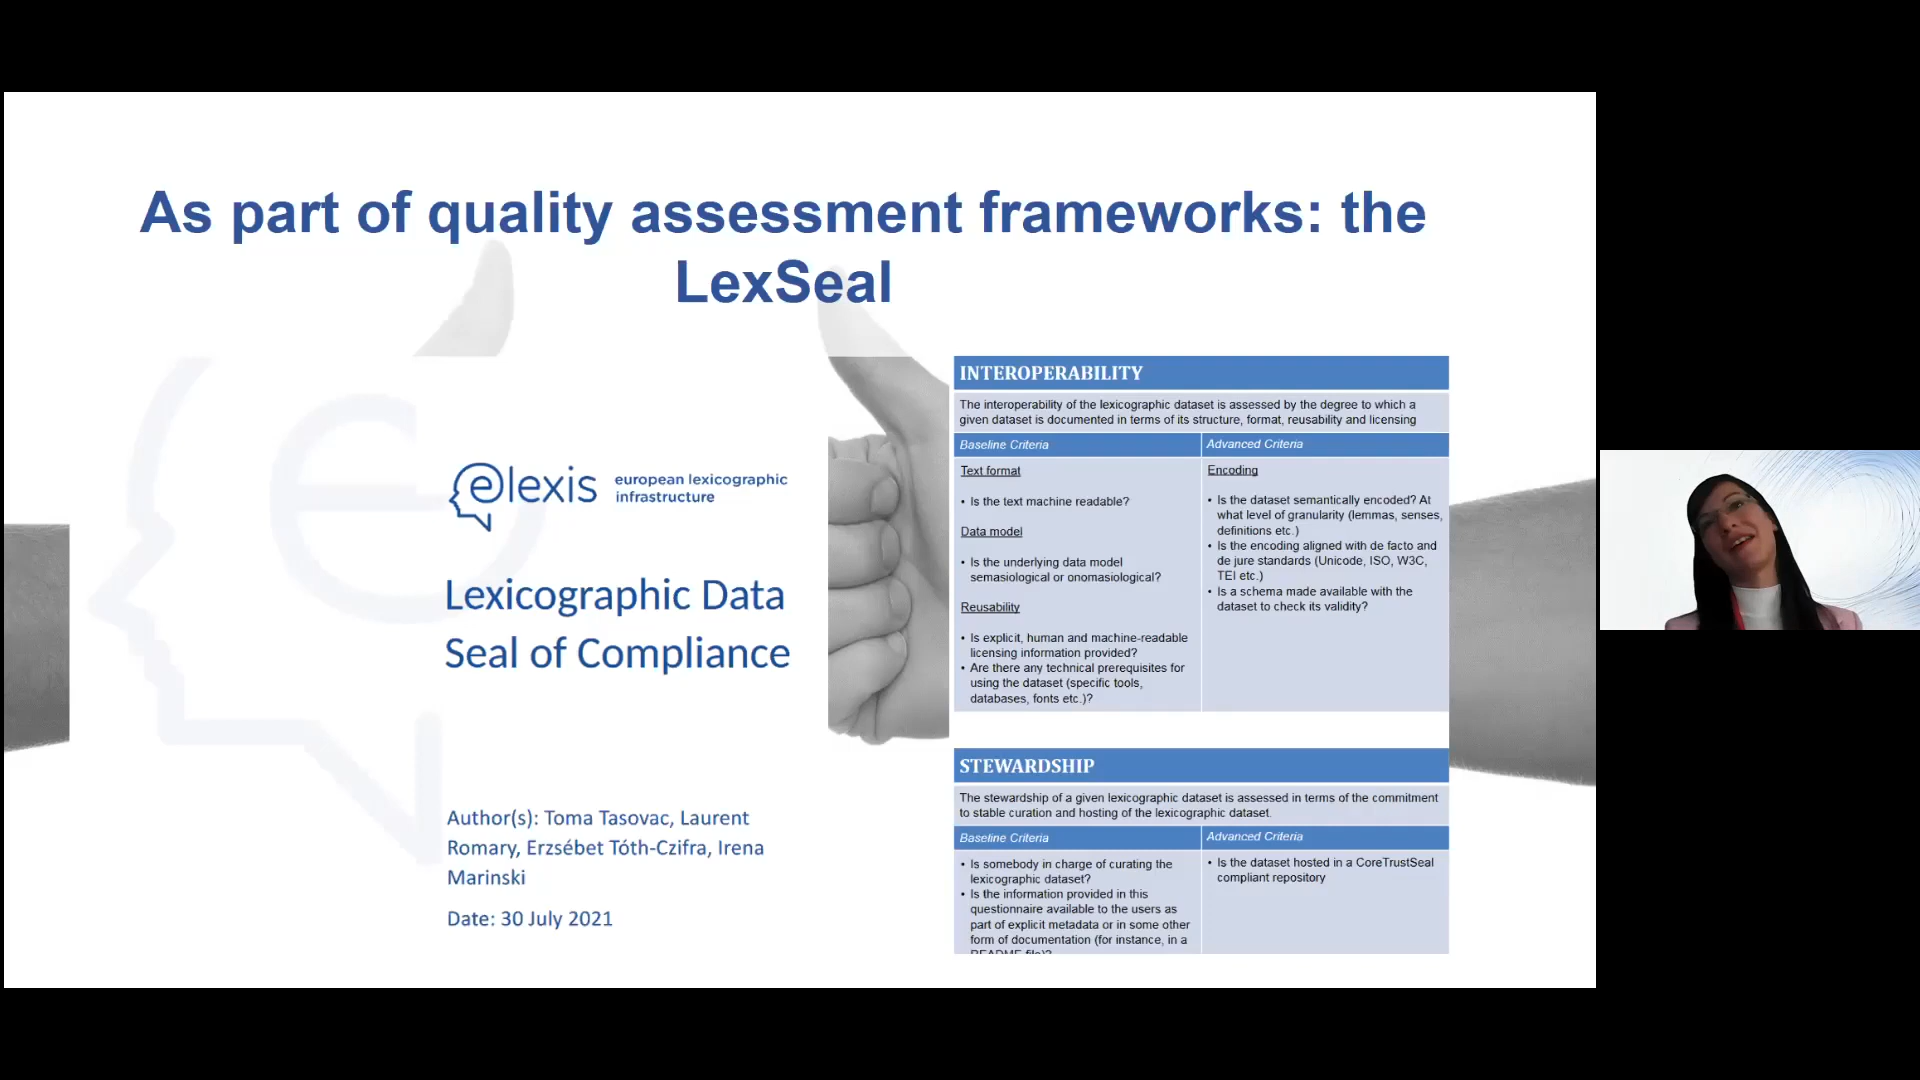 As part of quality assessment frameworks: the
LexSeal
elexis european lexicographic
infrastructure
Lexicographic Data
Seal of Compliance
Author(s): Toma Tasovac, Laurent
Romary, Erzsébet Tóth-Czifra, Irena
Marinski
Date: 30 July 2021
INTEROPERABILITY
The interoperability of the lexicographic dataset is assessed by the degree to which a
given dataset is documented in terms of its structure, format, reusability and licensing
Baseline Criteria
Text format
• Is the text machine readable?
Data model
• Is the underlying data model
semasiological or onomasiological?
Reusability
• Is explicit, human and machine-readable
licensing information provided?
• Are there any technical prerequisites for
using the dataset (specific tools,
databases, fonts etc.)?
Advanced Criteria
Encoding
• Is the dataset semantically encoded? At
what level of granularity (lemmas, senses,
definitions etc.)
• Is the encoding aligned with de facto and
de jure standards (Unicode, ISO, W3C,
TEI etc.)
• Is a schema made available with the
dataset to check its validity?
STEWARDSHIP
The stewardship of a given lexicographic dataset is assessed in terms of the commitment
to stable curation and hosting of the lexicographic dataset.
Baseline Criteria
• Is somebody in charge of curating the
lexicographic dataset?
• Is the information provided in this
questionnaire available to the users as
part of explicit metadata or in some other
form of documentation (for instance, in a
README file)?
Advanced Criteria
• Is the dataset hosted in a CoreTrustSeal
compliant repository